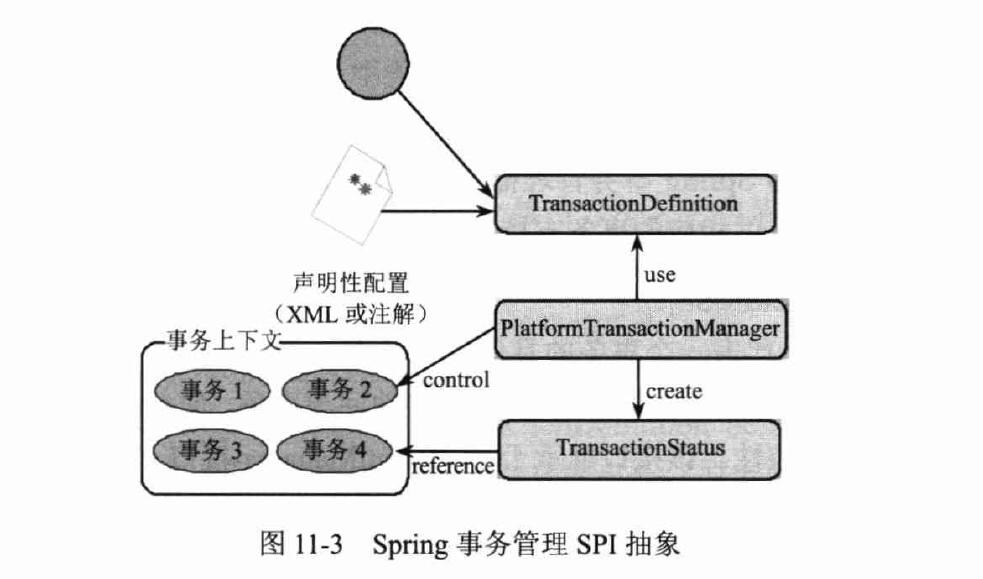 TransactionDefinition
use
声明性配置
（XML 或注解）
PlatformTransactionManager
事务上下文
control
create
事务 1
事务 2
事务 3
事务 4
reference
TransactionStatus
图 11-3 Spring 事务管理 SPI 抽象